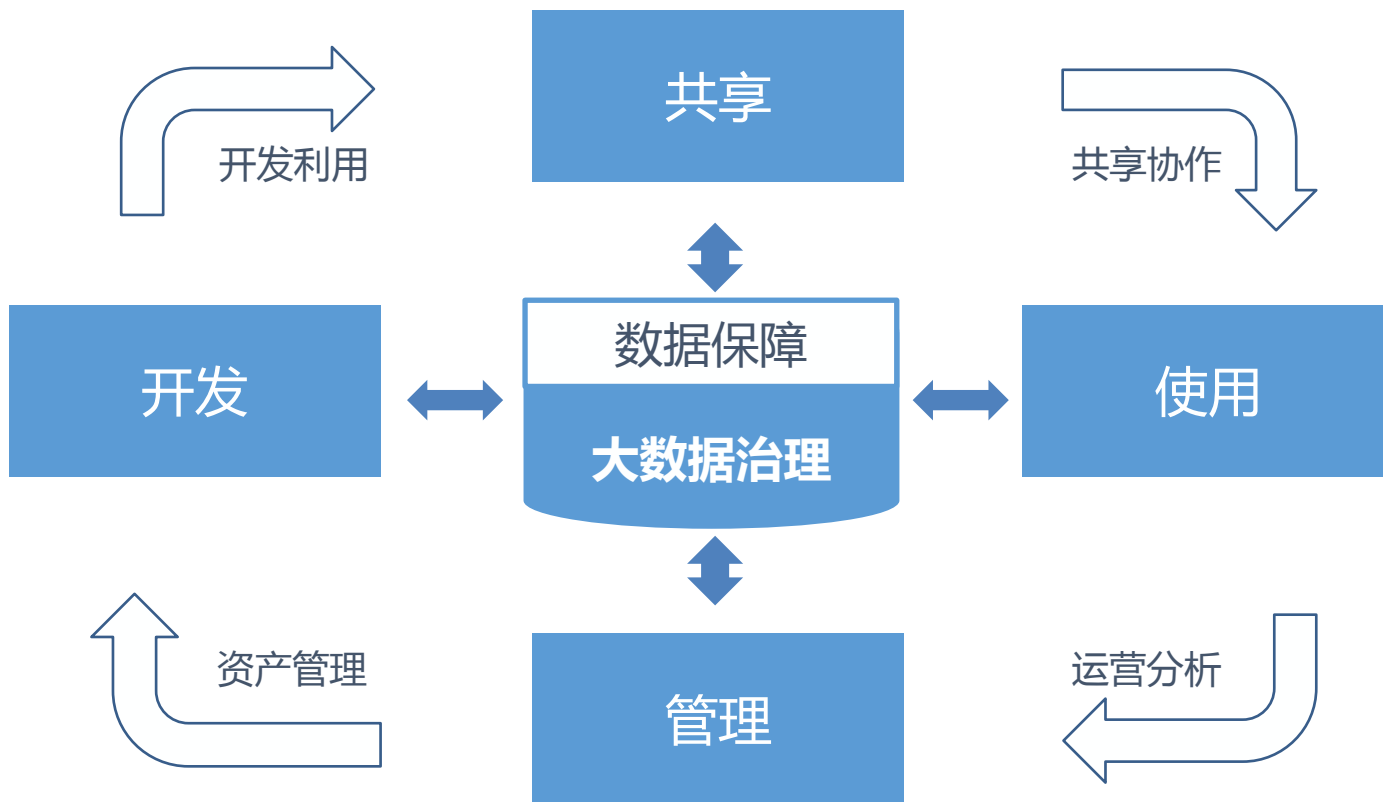 共享
开发利用
共享协作
数据保障
开发
使用
大数据治理
资产管理
运营分析
管理